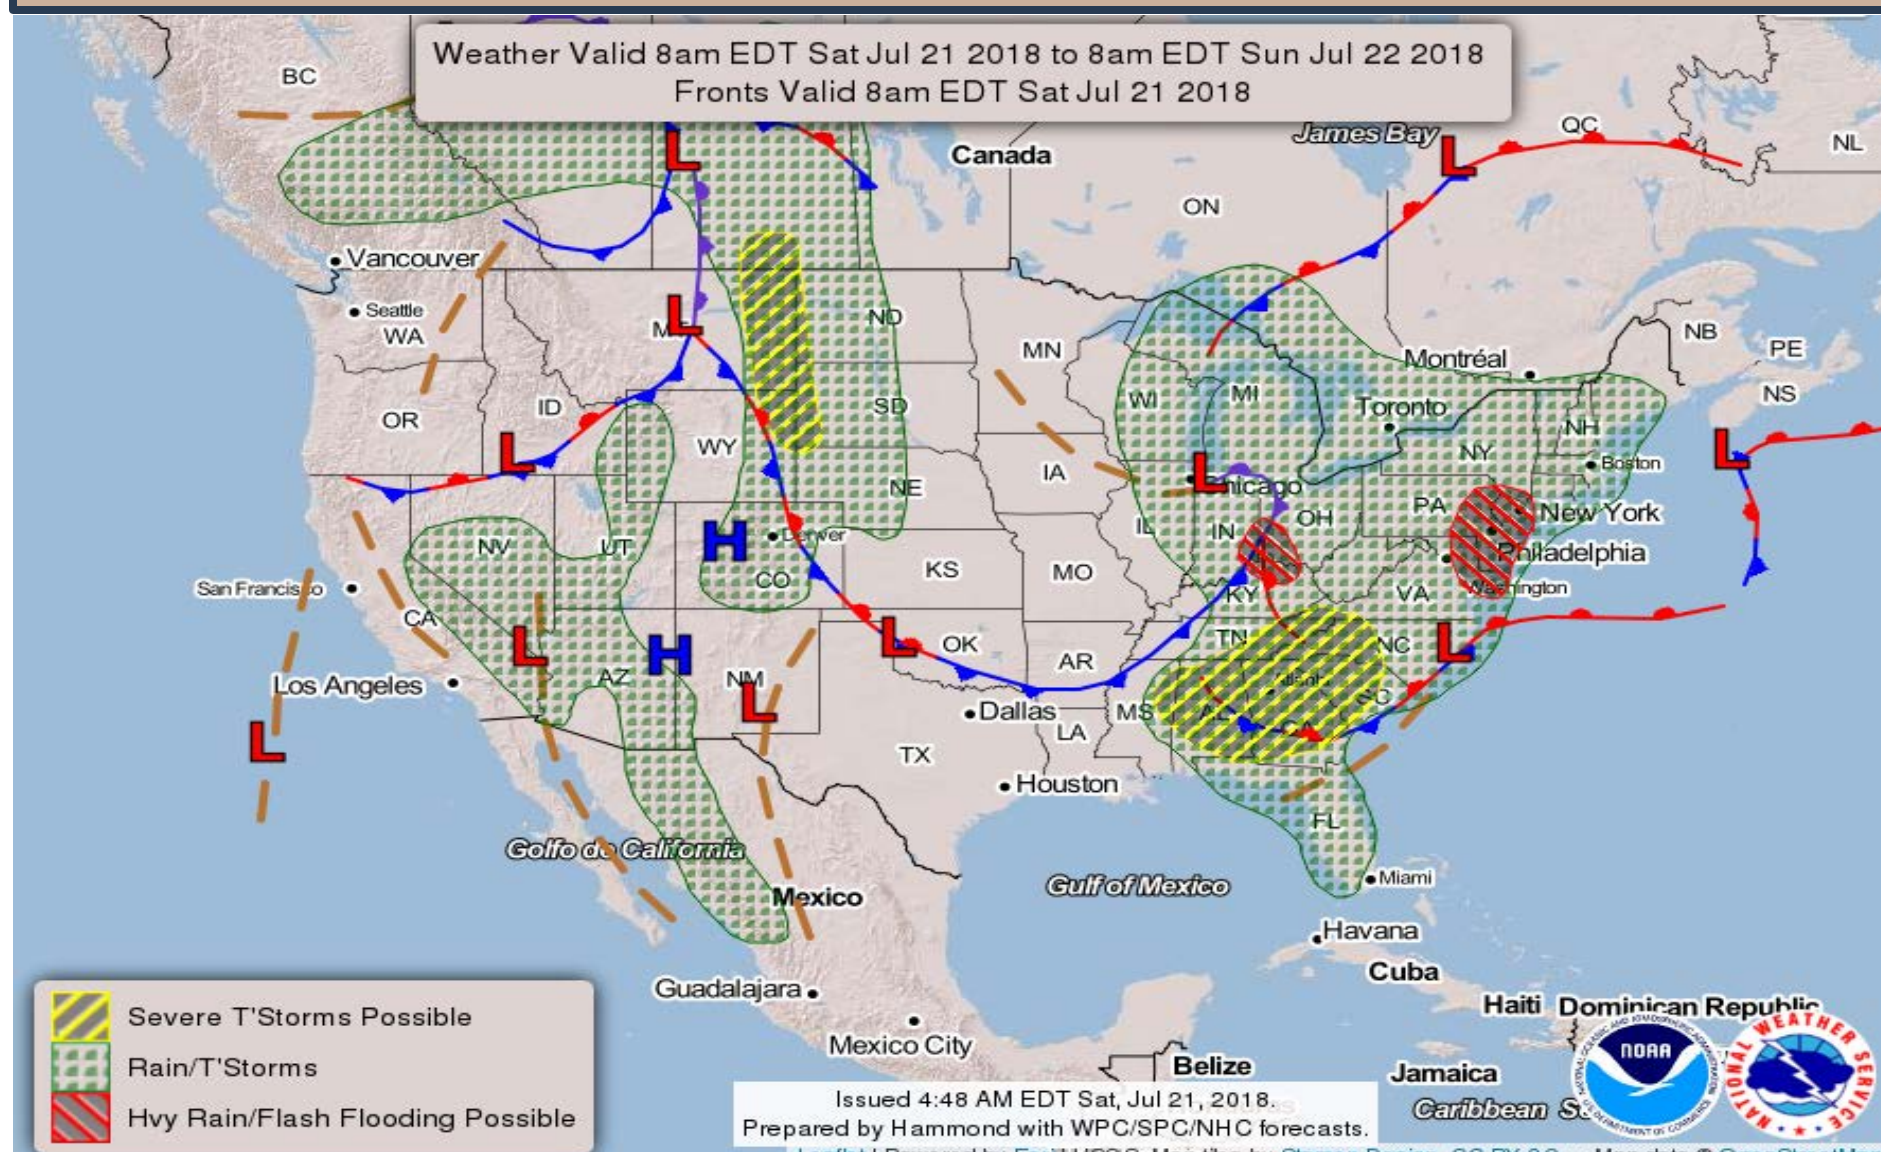 Weather Valid 8am EDT Sat Jul 21 2018 to 8am EDT Sun Jul 22 2018
Fronts Valid 8am EDT Sat Jul 21 2018
BC
James Bay
QC
NL
Canada
L
L
ON
Vancouver
Seattle
WA
L
ND
MN
Montréal
NB
PE
NS
OR
ID
SD
WI
MI
Toronto
NH
WY
NY
L
L
Boston
IA
L
Chicago
NE
PA
New York
NV
UT
H
Denver
IL
IN
OH
Philadelphia
San Francisco
CO
KS
MO
KY
VA
Washington
CA
L
H
L
OK
AR
TN
NC
L
Los Angeles
AZ
NM
L
Atlanta
SC
Dallas
MS
AL
GA
L
TX
LA
Houston
FL
Golfo de California
Gulf of Mexico
Miami
Mexico
Havana
Cuba
Guadalajara
Haiti
Dominican Republic
Severe T'Storms Possible
Mexico City
Rain/T'Storms
Belize
Jamaica
NOAA
NATIONAL WEATHER SERVICE
Hvy Rain/Flash Flooding Possible
Issued 4:48 AM EDT Sat, Jul 21, 2018.
Caribbean
Prepared by Hammond with WPC/SPC/NHC forecasts.